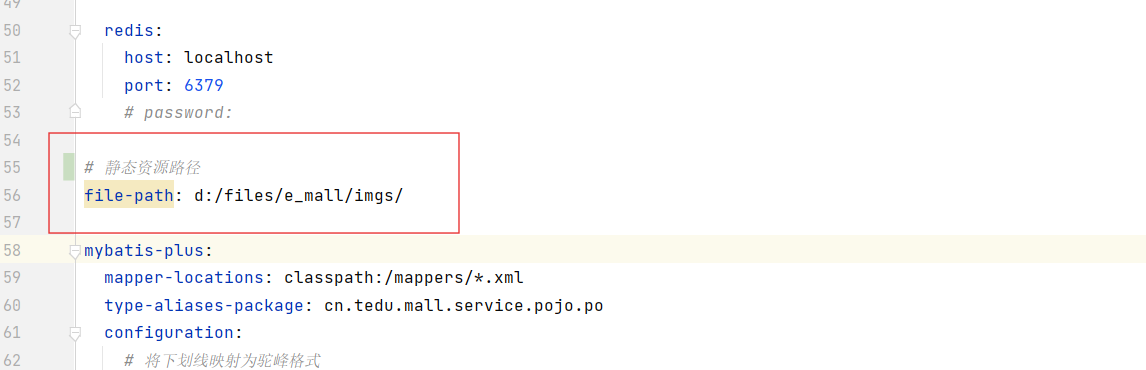 49
50 redis:
51 host: localhost
52 port: 6379
53 # password:
54
55 # 静态资源路径
56 file-path: d:/files/e_mall/imgs/
57
58 mybatis-plus:
59 mapper-locations: classpath:/mappers/*.xml
60 type-aliases-package: cn.tedu.mall.service.pojo.po
61 configuration:
62 # 将下划线映射为驼峰格式